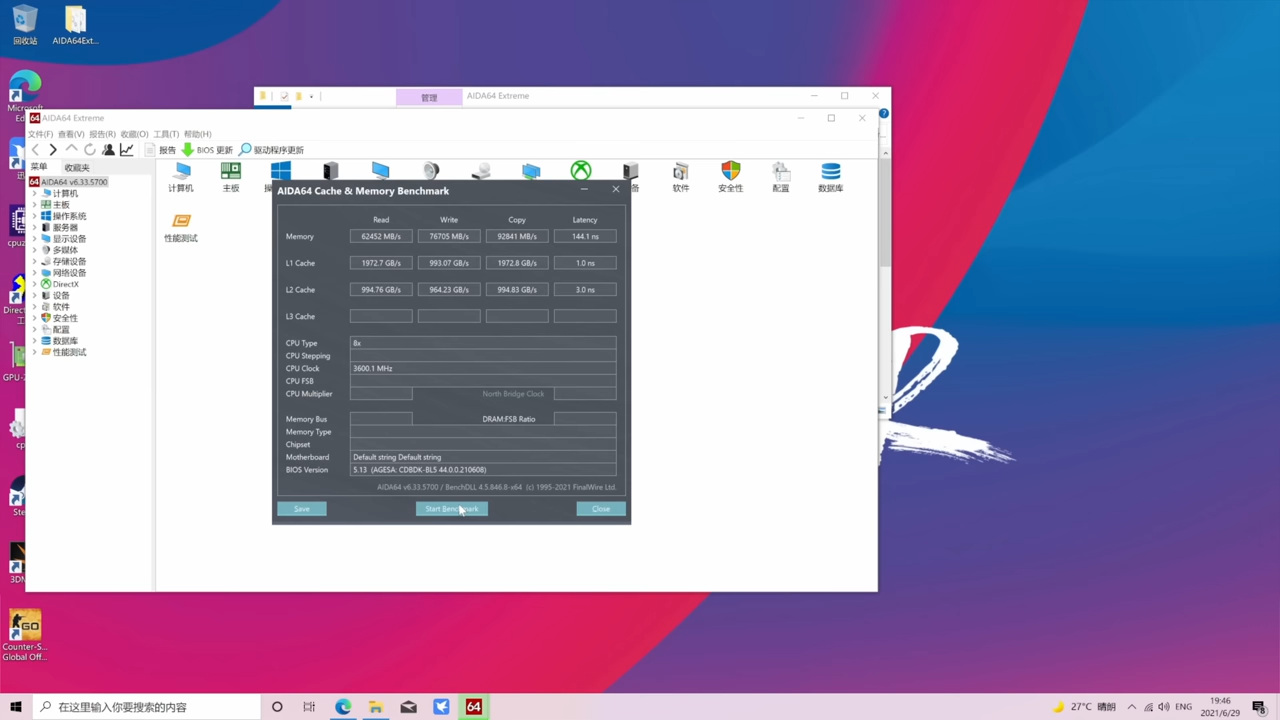 回收站
AIDA64Ext...
Microsoft
管理
AIDA64 Extreme
64 AIDA64 Extreme
文件(F) 查看(V) 报告(R) 收藏(O) 工具(T) 帮助(H)
报告
BIOS 更新
驱动程序更新
菜单
收藏夹
64 AIDA64 v6.33.5700
计算机
主板
操作系统
服务器
显示设备
多媒体
存储设备
网络设备
DirectX
设备
软件
安全性
配置
数据库
性能测试
计算机
主板
软件
安全性
配置
数据库
性能测试
AIDA64 Cache & Memory Benchmark
Read Write Copy Latency
Memory 62452 MB/s 76705 MB/s 92841 MB/s 144.1 ns
L1 Cache 1972.7 GB/s 993.07 GB/s 1972.8 GB/s 1.0 ns
L2 Cache 994.76 GB/s 964.23 GB/s 994.83 GB/s 3.0 ns
L3 Cache
CPU Type 8x
CPU Stepping
CPU Clock 3600.1 MHz
CPU FSB
CPU Multiplier North Bridge Clock
Memory Bus DRAM:FSB Ratio
Memory Type
Chipset
Motherboard Default string Default string
BIOS Version 5.13 (AGESA: CDBDK-BL5 44.0.0.210608)
AIDA64 v6.33.5700 / BenchDLL 4.5.846.8-x64 (c) 1995-2021 FinalWire Ltd.
Save Start Benchmark Close
GO
Counter-S...
Global Off...
在这里输入你要搜索的内容
64
27°C 晴朗
ENG
19:46
2021/6/29